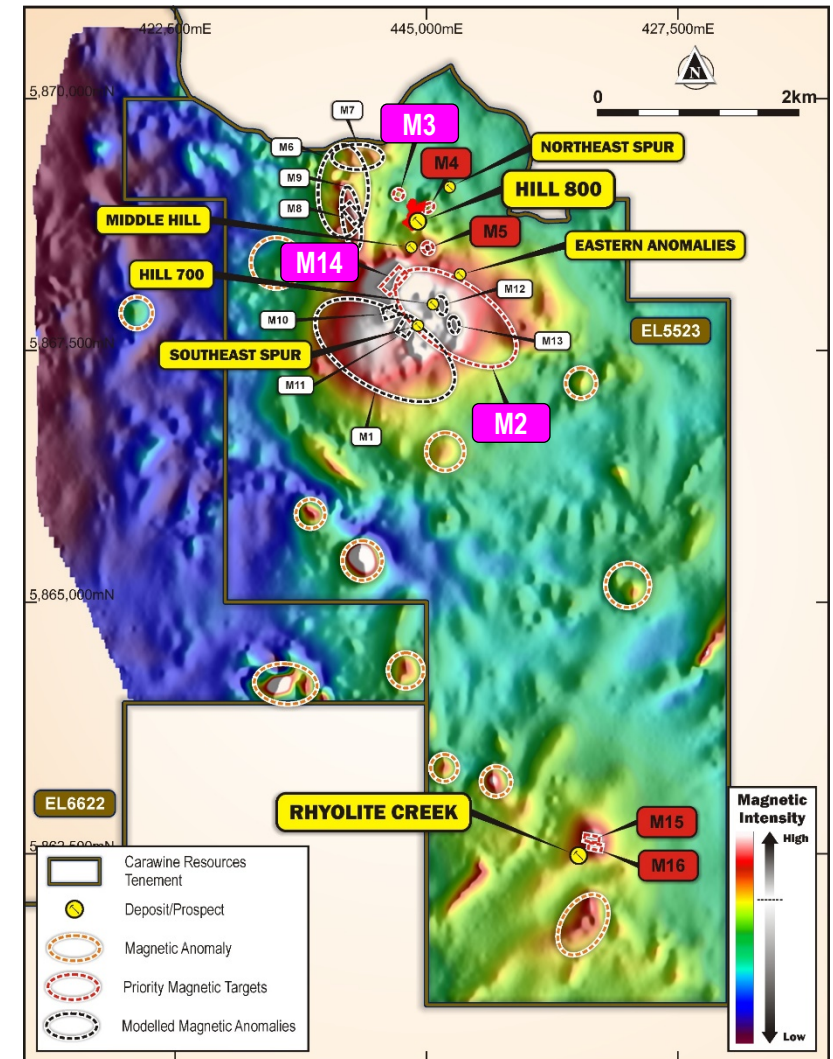 422,500mE
445,000mE
427,500mE
5,870,000mN
N
0
2km
M7
M3
M6
M4
NORTHEAST SPUR
M9
HILL 800
M8
MIDDLE HILL
M5
EASTERN ANOMALIES
M14
HILL 700
M12
M10
EL5523
M13
5,867,500mN
SOUTHEAST SPUR
M11
M2
M1
5,865,000mN
EL6622
RHYOLITE CREEK
M15
M16
5,862,500mN
Magnetic
Intensity
High
Low
Carawine Resources
Tenement
Deposit/Prospect
Magnetic Anomaly
Priority Magnetic Targets
Modelled Magnetic Anomalies